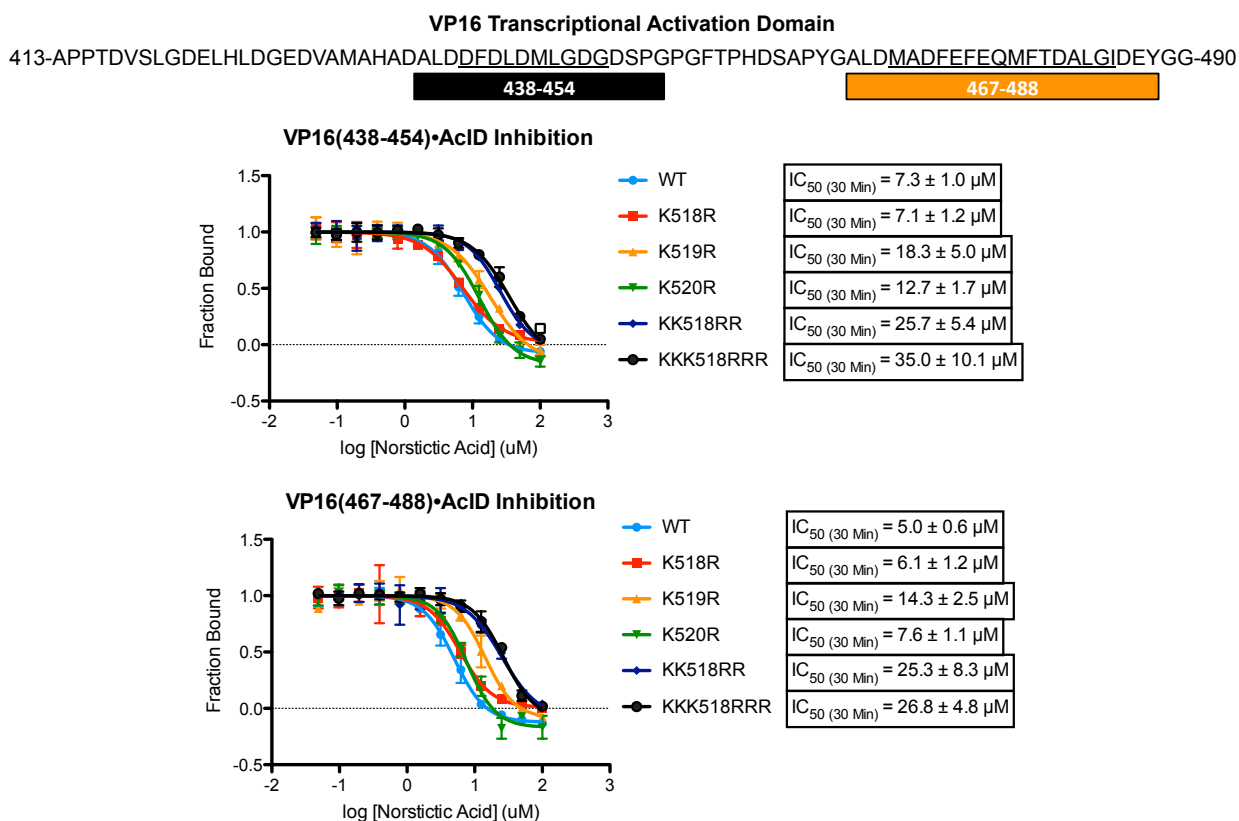 VP16 Transcriptional Activation Domain
413-APPTDVSLGDELHLDGEDVAMAHADALDDFDLDMLGDGDSPGPGFTPHDSAPYGALDMADFEFEQMFTDALGIDEYGG-490
438-454
467-488
VP16(438-454)•AcID Inhibition
1.5
1.0
0.5
0.0
-0.5
Fraction Bound
-2
-1
0
1
2
3
log [Norstictic Acid] (uM)
WT
IC50 (30 Min) = 7.3 ± 1.0 µM
K518R
IC50 (30 Min) = 7.1 ± 1.2 µM
K519R
IC50 (30 Min) = 18.3 ± 5.0 µM
K520R
IC50 (30 Min) = 12.7 ± 1.7 µM
KK518RR
IC50 (30 Min) = 25.7 ± 5.4 µM
KKK518RRR
IC50 (30 Min) = 35.0 ± 10.1 µM
VP16(467-488)•AcID Inhibition
1.5
1.0
0.5
0.0
-0.5
Fraction Bound
-2
-1
0
1
2
3
log [Norstictic Acid] (uM)
WT
IC50 (30 Min) = 5.0 ± 0.6 µM
K518R
IC50 (30 Min) = 6.1 ± 1.2 µM
K519R
IC50 (30 Min) = 14.3 ± 2.5 µM
K520R
IC50 (30 Min) = 7.6 ± 1.1 µM
KK518RR
IC50 (30 Min) = 25.3 ± 8.3 µM
KKK518RRR
IC50 (30 Min) = 26.8 ± 4.8 µM